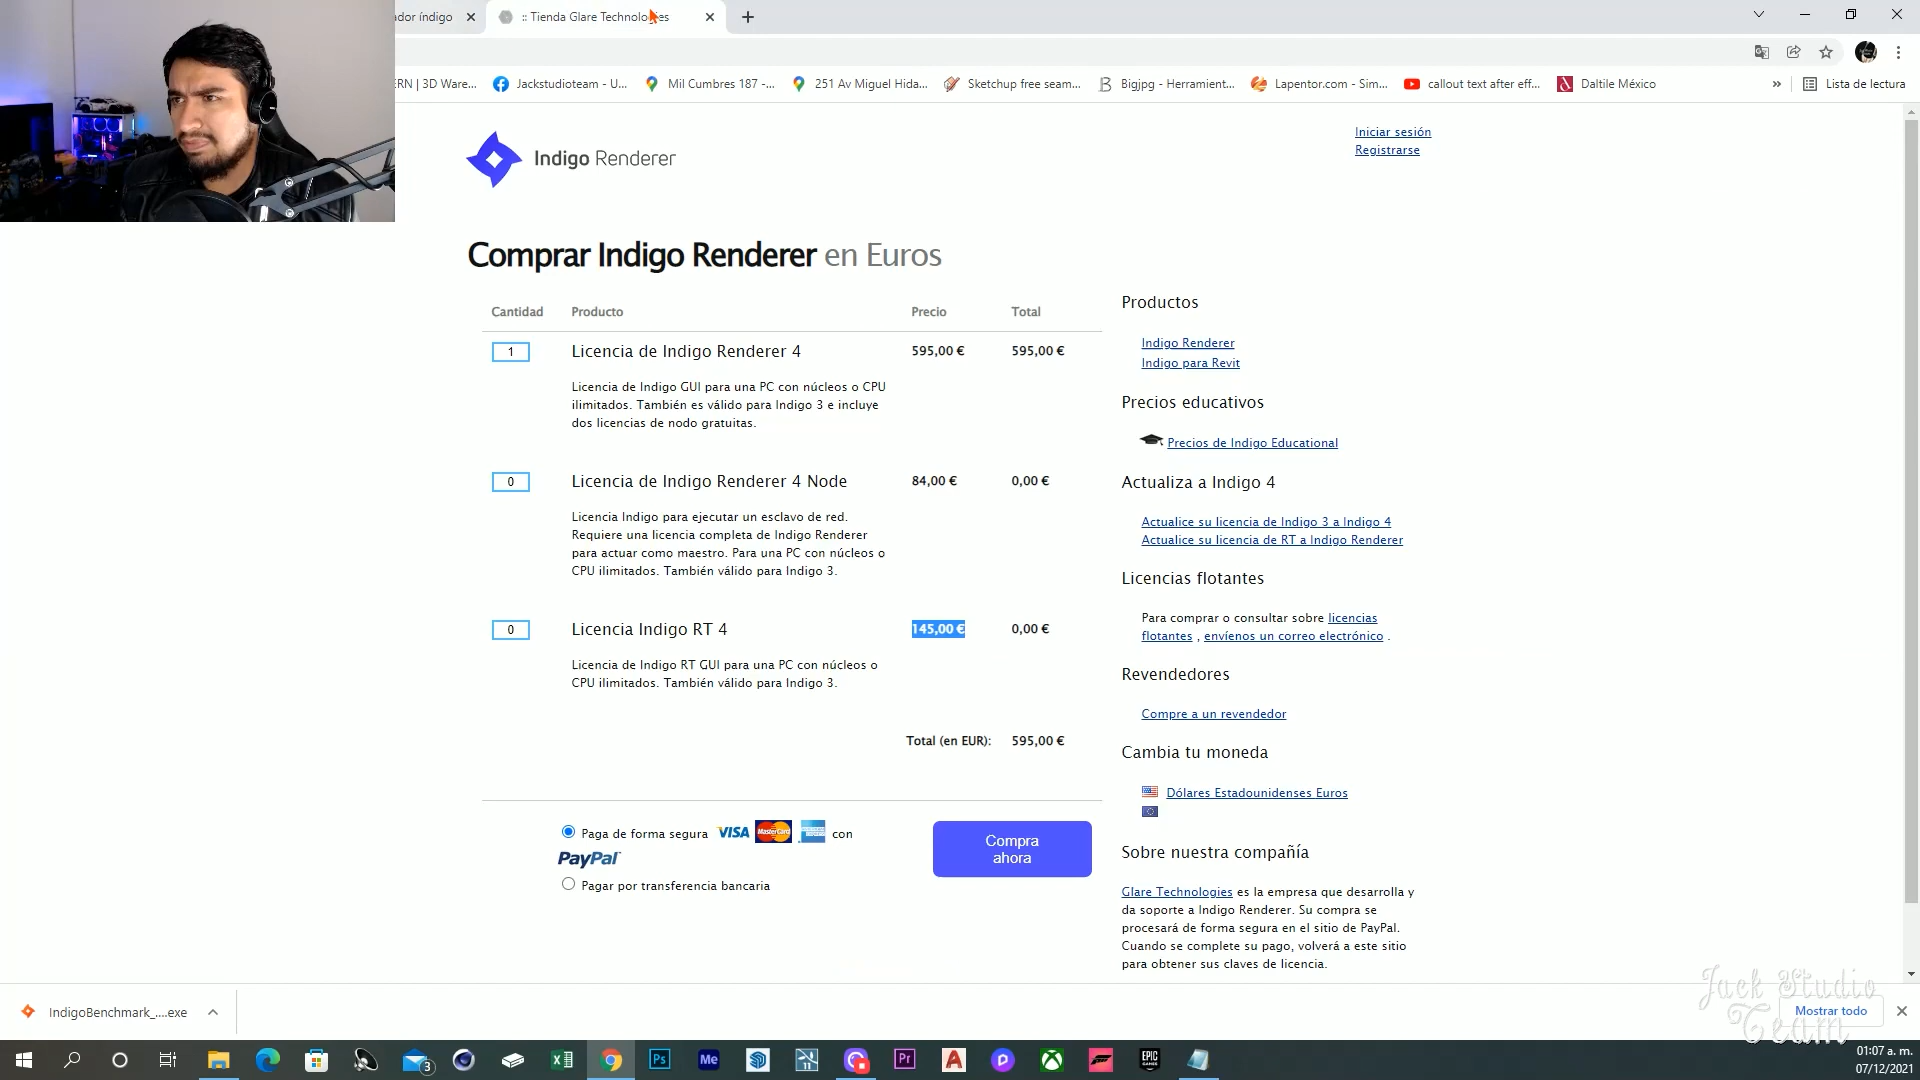 ador índigo
:: Tienda Glare Technologies
ERN | 3D Ware...
Jackstudioteam - U...
Mil Cumbres 187 -...
251 Av Miguel Hida...
Sketchup free seam...
Bigjpg - Herramient...
Lapentor.com - Sim...
callout text after eff...
Daltile México
»
Lista de lectura
Iniciar sesión
Registrarse
Indigo Renderer
Comprar Indigo Renderer en Euros
Cantidad Producto Precio Total
1 Licencia de Indigo Renderer 4 595,00 € 595,00 €
Licencia de Indigo GUI para una PC con núcleos o CPU
ilimitados. También es válido para Indigo 3 e incluye
dos licencias de nodo gratuitas.
0 Licencia de Indigo Renderer 4 Node 84,00 € 0,00 €
Licencia Indigo para ejecutar un esclavo de red.
Requiere una licencia completa de Indigo Renderer
para actuar como maestro. Para una PC con núcleos o
CPU ilimitados. También válido para Indigo 3.
0 Licencia Indigo RT 4 145,00 € 0,00 €
Licencia de Indigo RT GUI para una PC con núcleos o
CPU ilimitados. También válido para Indigo 3.
Total (en EUR): 595,00 €
Paga de forma segura VISA MasterCard con
PayPal
Pagar por transferencia bancaria
Compra
ahora
Productos
Indigo Renderer
Indigo para Revit
Precios educativos
Precios de Indigo Educational
Actualiza a Indigo 4
Actualice su licencia de Indigo 3 a Indigo 4
Actualice su licencia de RT a Indigo Renderer
Licencias flotantes
Para comprar o consultar sobre licencias
flotantes , envíenos un correo electrónico .
Revendedores
Compre a un revendedor
Cambia tu moneda
Dólares Estadounidenses Euros
Sobre nuestra compañía
Glare Technologies es la empresa que desarrolla y
da soporte a Indigo Renderer. Su compra se
procesará de forma segura en el sitio de PayPal.
Cuando se complete su pago, volverá a este sitio
para obtener sus claves de licencia.
Jack Studio
Team
IndigoBenchmark_....exe
Mostrar todo
3
Ps
Me
11
Pr
EPIC
GAMES
01:07 a. m.
07/12/2021